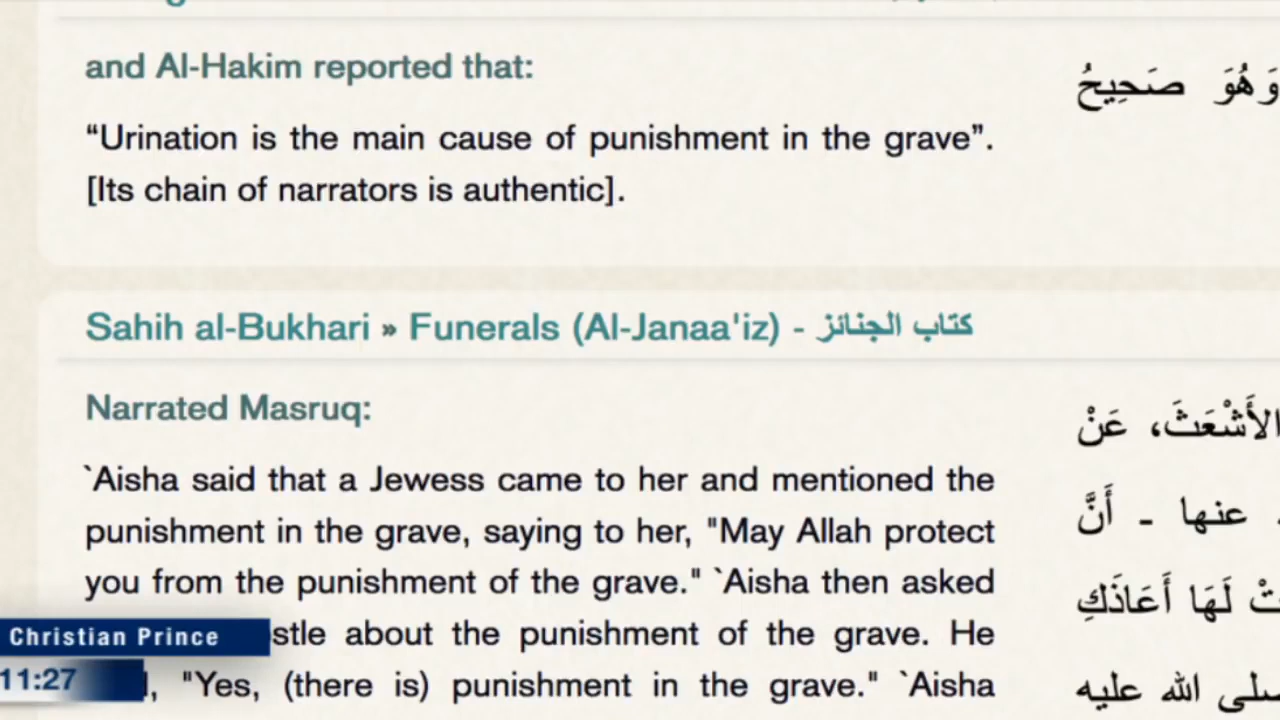 and Al-Hakim reported that:
وَهُوَ صَحِيحُ
“Urination is the main cause of punishment in the grave”.
[Its chain of narrators is authentic].
Sahih al-Bukhari » Funerals (Al-Janaa'iz) - كتاب الجنائز
Narrated Masruq:
الأَشْعَثَ، عَنْ
`Aisha said that a Jewess came to her and mentioned the
punishment in the grave, saying to her, "May Allah protect
عنها - أَنَّ
you from the punishment of the grave." `Aisha then asked
لَهَا أَعَاذَكِ
stle about the punishment of the grave. He
"Yes, (there is) punishment in the grave." `Aisha
الله عليه
Christian Prince
11:27